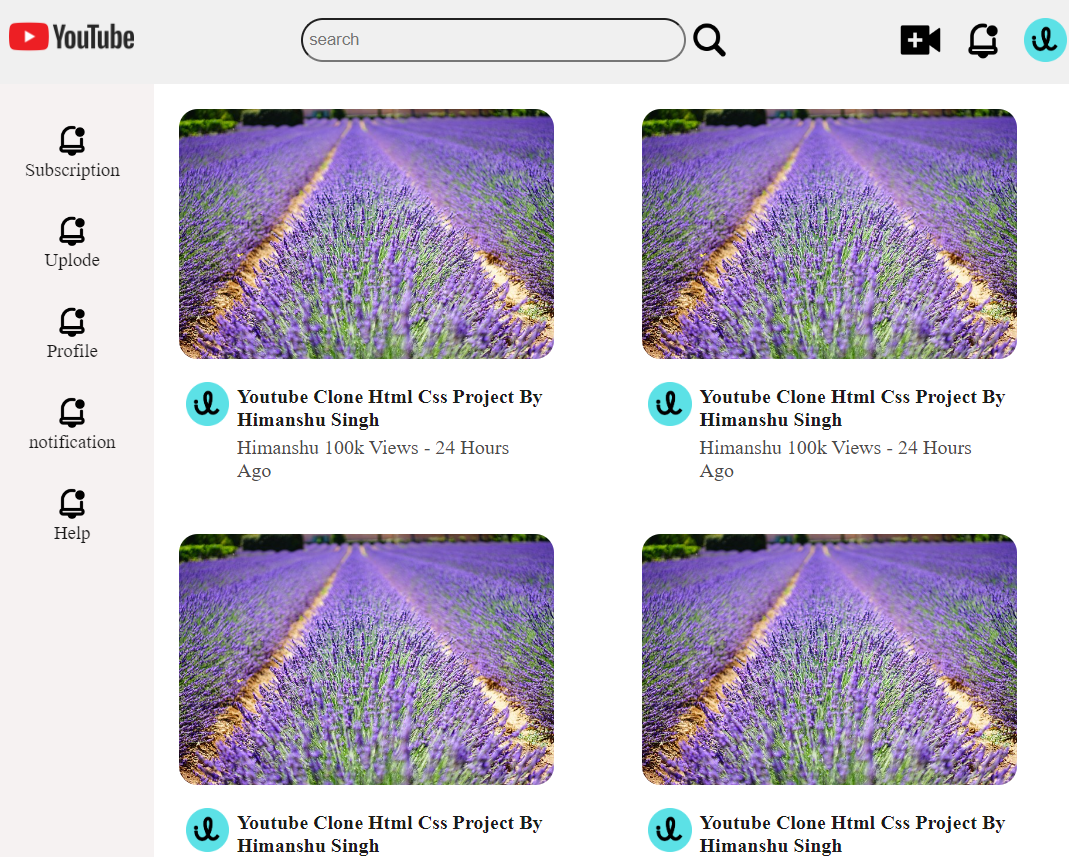 YouTube
search
Subscription
Uplode
Profile
notification
Help
Youtube Clone Html Css Project By
Himanshu Singh
Himanshu 100k Views - 24 Hours
Ago
Youtube Clone Html Css Project By
Himanshu Singh
Himanshu 100k Views - 24 Hours
Ago
Youtube Clone Html Css Project By
Himanshu Singh
Youtube Clone Html Css Project By
Himanshu Singh